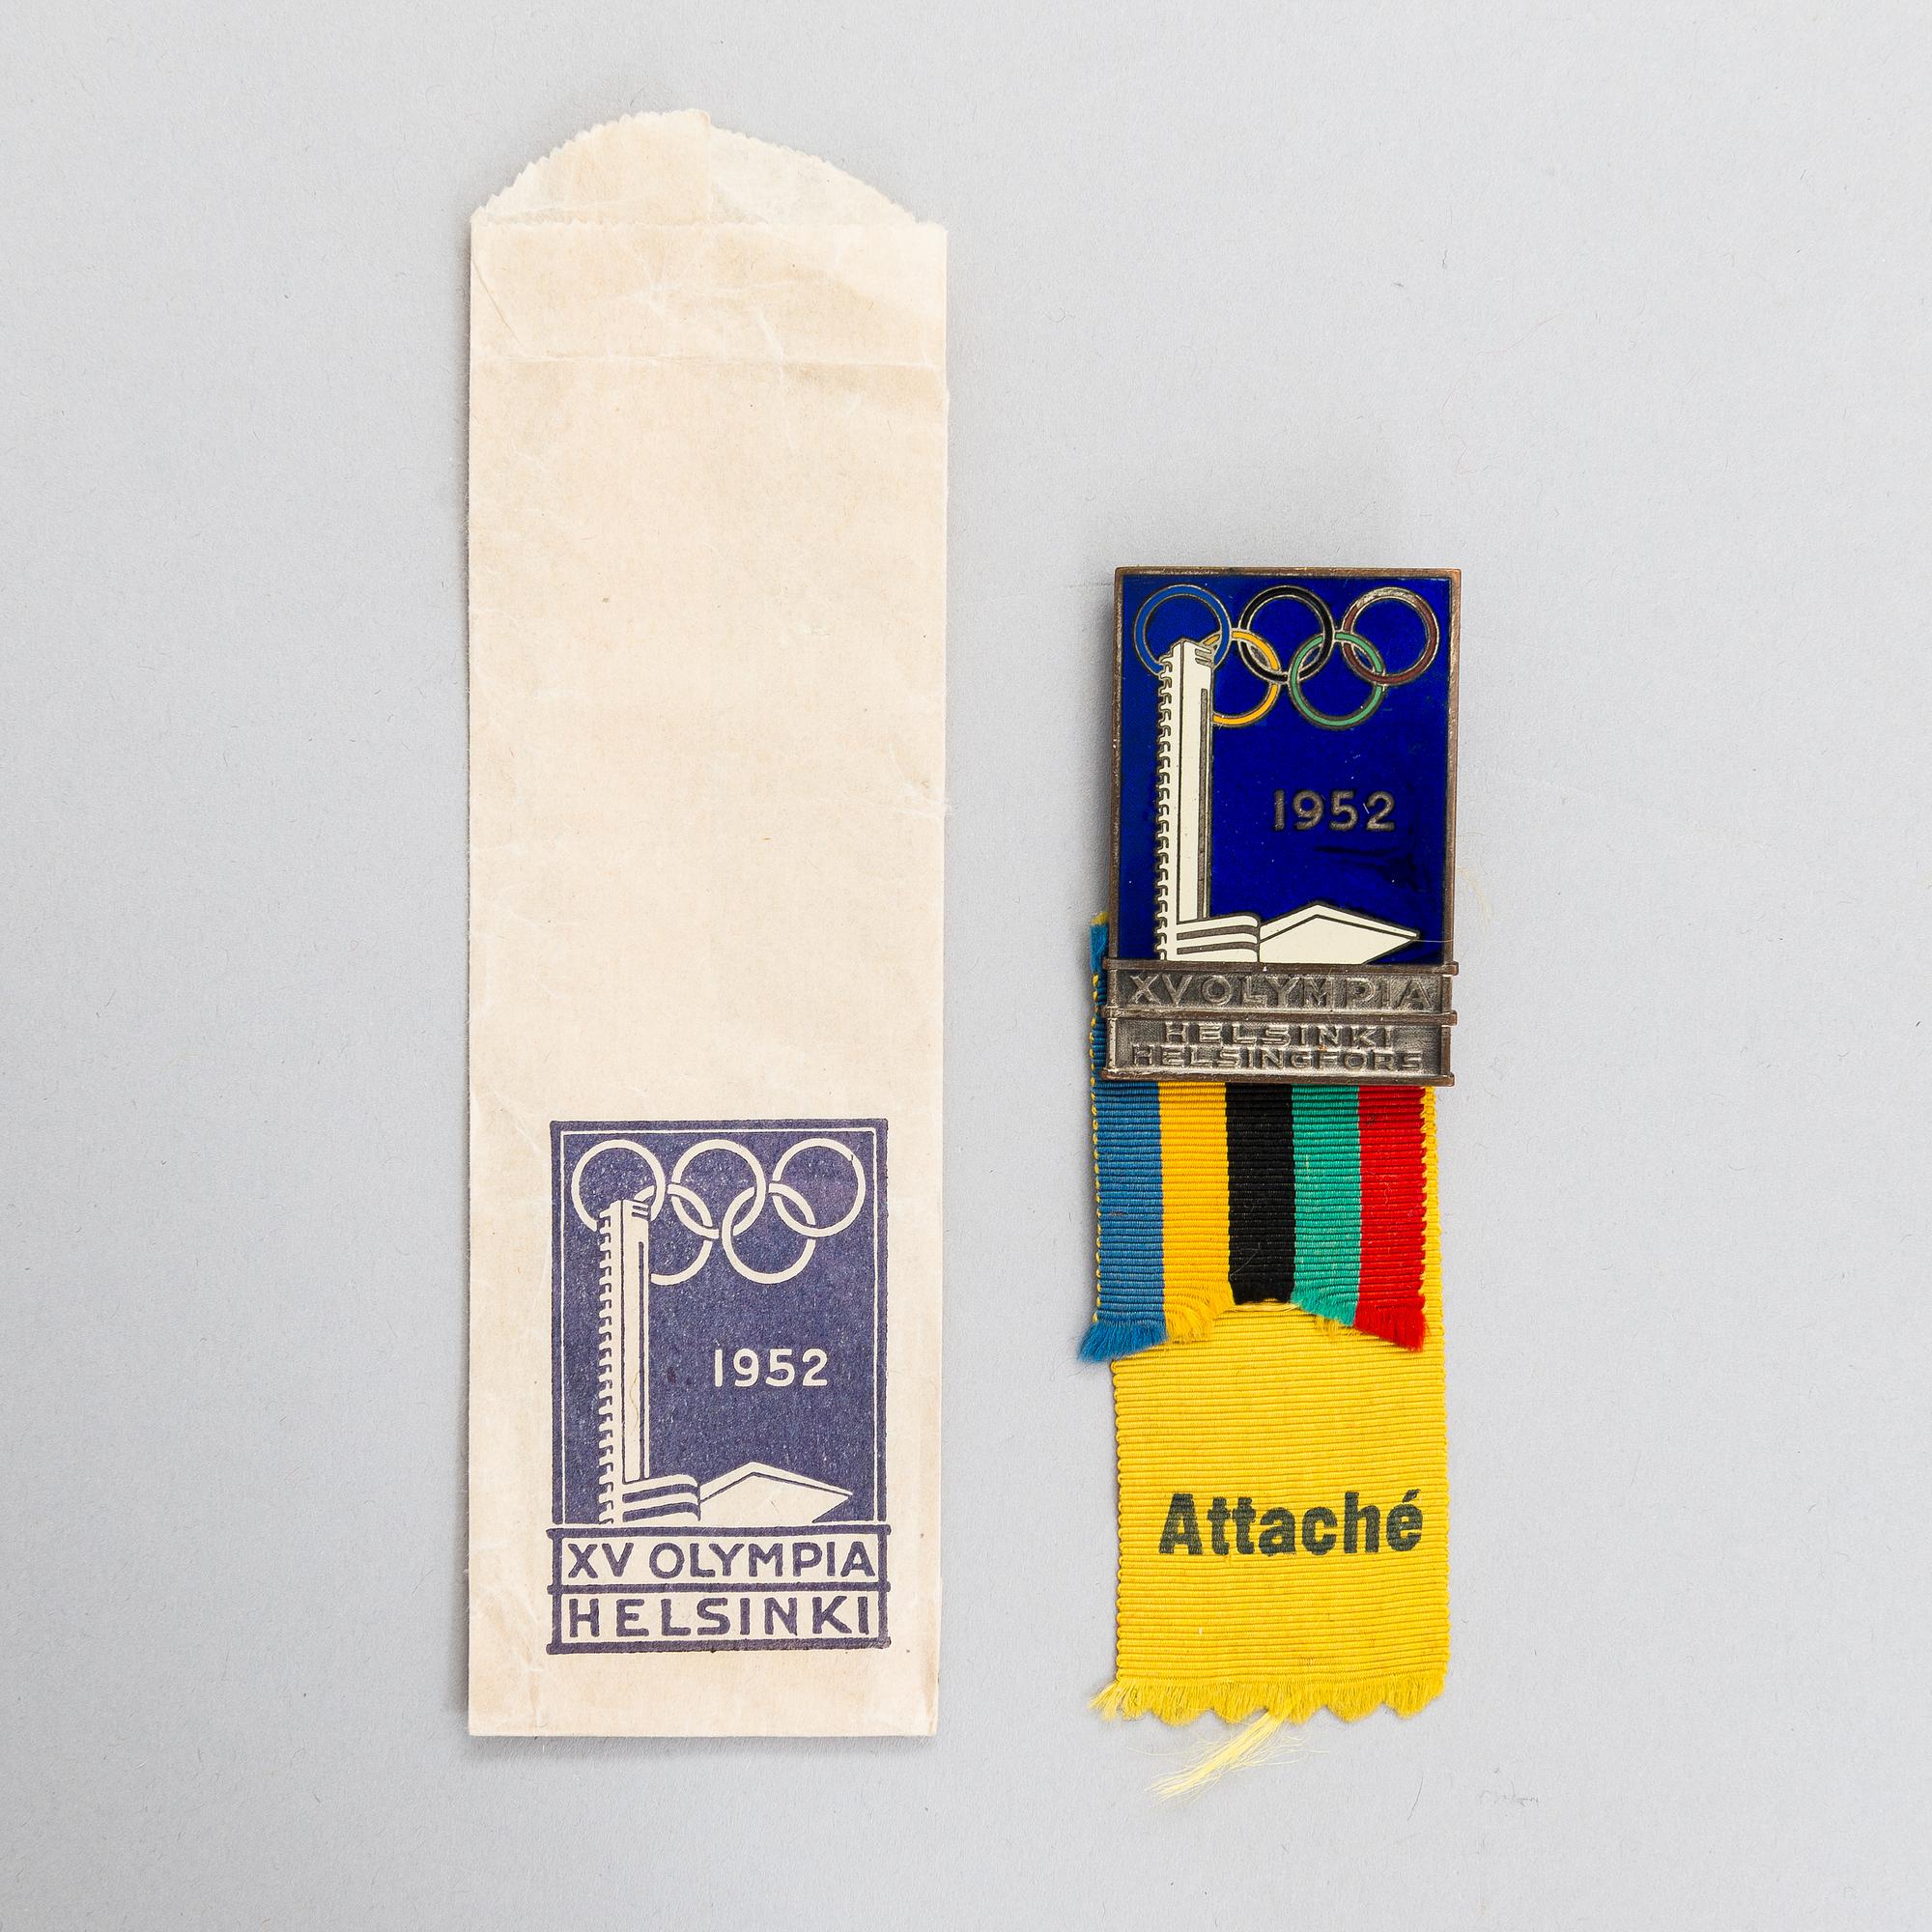 1952
XV OLYMPIA
HELSINKI
1952
XV OLYMPIA
HELSINKI
HELSINGFORS
Attaché